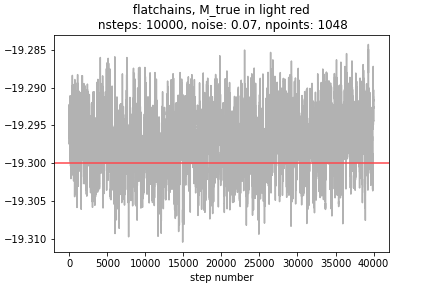 flatchains, M_true in light red
nsteps: 10000, noise: 0.07, npoints: 1048
−19.285
−19.290
−19.295
−19.300
−19.305
−19.310
0 5000 10000 15000 20000 25000 30000 35000 40000
step number